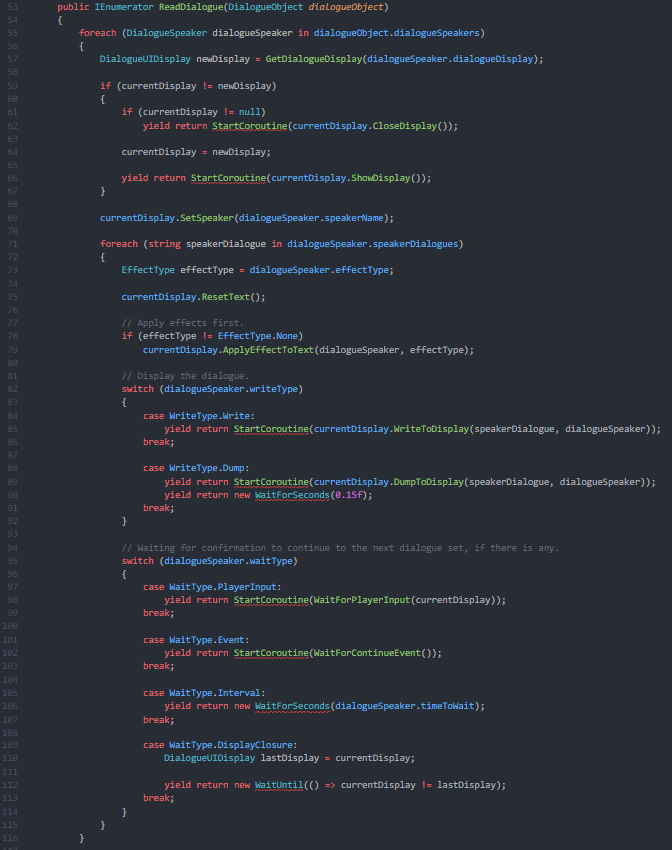 53 public IEnumerator ReadDialogue(DialogueObject dialogueObject)
54 {
55 foreach (DialogueSpeaker dialogueSpeaker in dialogueObject.dialogueSpeakers)
56 {
57 DialogueUIDisplay newDisplay = GetDialogueDisplay(dialogueSpeaker.dialogueDisplay);
58
59 if (currentDisplay != newDisplay)
60 {
61 if (currentDisplay != null)
62 yield return StartCoroutine(currentDisplay.CloseDisplay());
63
64 currentDisplay = newDisplay;
65
66 yield return StartCoroutine(currentDisplay.ShowDisplay());
67 }
68
69 currentDisplay.SetSpeaker(dialogueSpeaker.speakerName);
70
71 foreach (string speakerDialogue in dialogueSpeaker.speakerDialogues)
72 {
73 EffectType effectType = dialogueSpeaker.effectType;
74
75 currentDisplay.ResetText();
76
77 // Apply effects first.
78 if (effectType != EffectType.None)
79 currentDisplay.ApplyEffectToText(dialogueSpeaker, effectType);
80
81 // Display the dialogue.
82 switch (dialogueSpeaker.writeType)
83 {
84 case WriteType.Write:
85 yield return StartCoroutine(currentDisplay.WriteToDisplay(speakerDialogue, dialogueSpeaker));
86 break;
87
88 case WriteType.Dump:
89 yield return StartCoroutine(currentDisplay.DumpToDisplay(speakerDialogue, dialogueSpeaker));
90 yield return new WaitForSeconds(0.15f);
91 break;
92 }
93
94 // Waiting for confirmation to continue to the next dialogue set, if there is any.
95 switch (dialogueSpeaker.waitType)
96 {
97 case WaitType.PlayerInput:
98 yield return StartCoroutine(WaitForPlayerInput(currentDisplay));
99 break;
100
101 case WaitType.Event:
102 yield return StartCoroutine(WaitForContinueEvent());
103 break;
104
105 case WaitType.Interval:
106 yield return new WaitForSeconds(dialogueSpeaker.timeToWait);
107 break;
108
109 case WaitType.DisplayClosure:
110 DialogueUIDisplay lastDisplay = currentDisplay;
111
112 yield return new WaitUntil(() => currentDisplay != lastDisplay);
113 break;
114 }
115 }
116 }